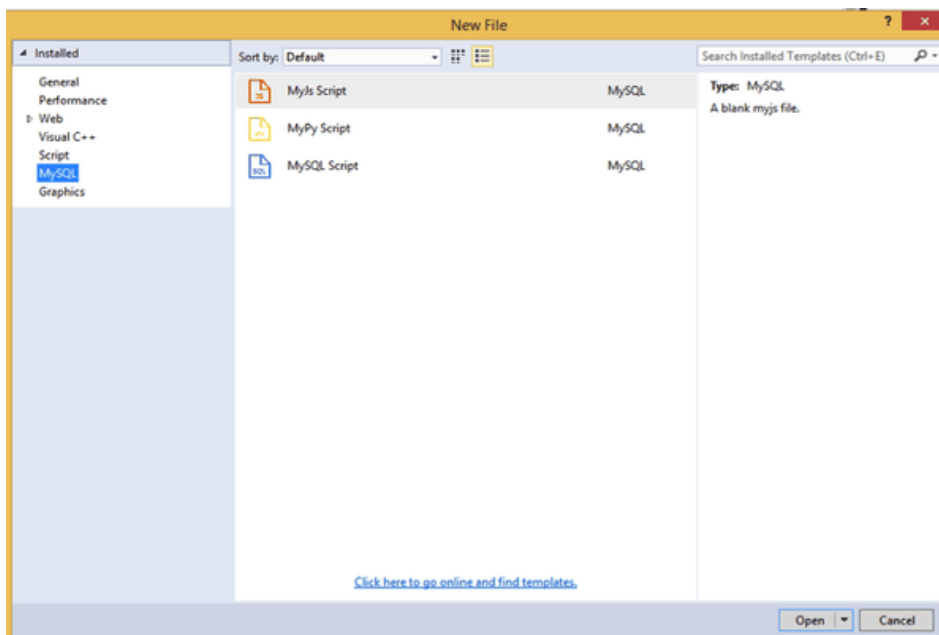 New File
?
×
Installed
General
Performance
Web
Visual C++
Script
MySQL
Graphics
Sort by: Default
MyJs Script MySQL
MyPy Script MySQL
MySQL Script MySQL
Click here to go online and find templates.
Search Installed Templates (Ctrl+E)
Type: MySQL
A blank myjs file.
Open
Cancel